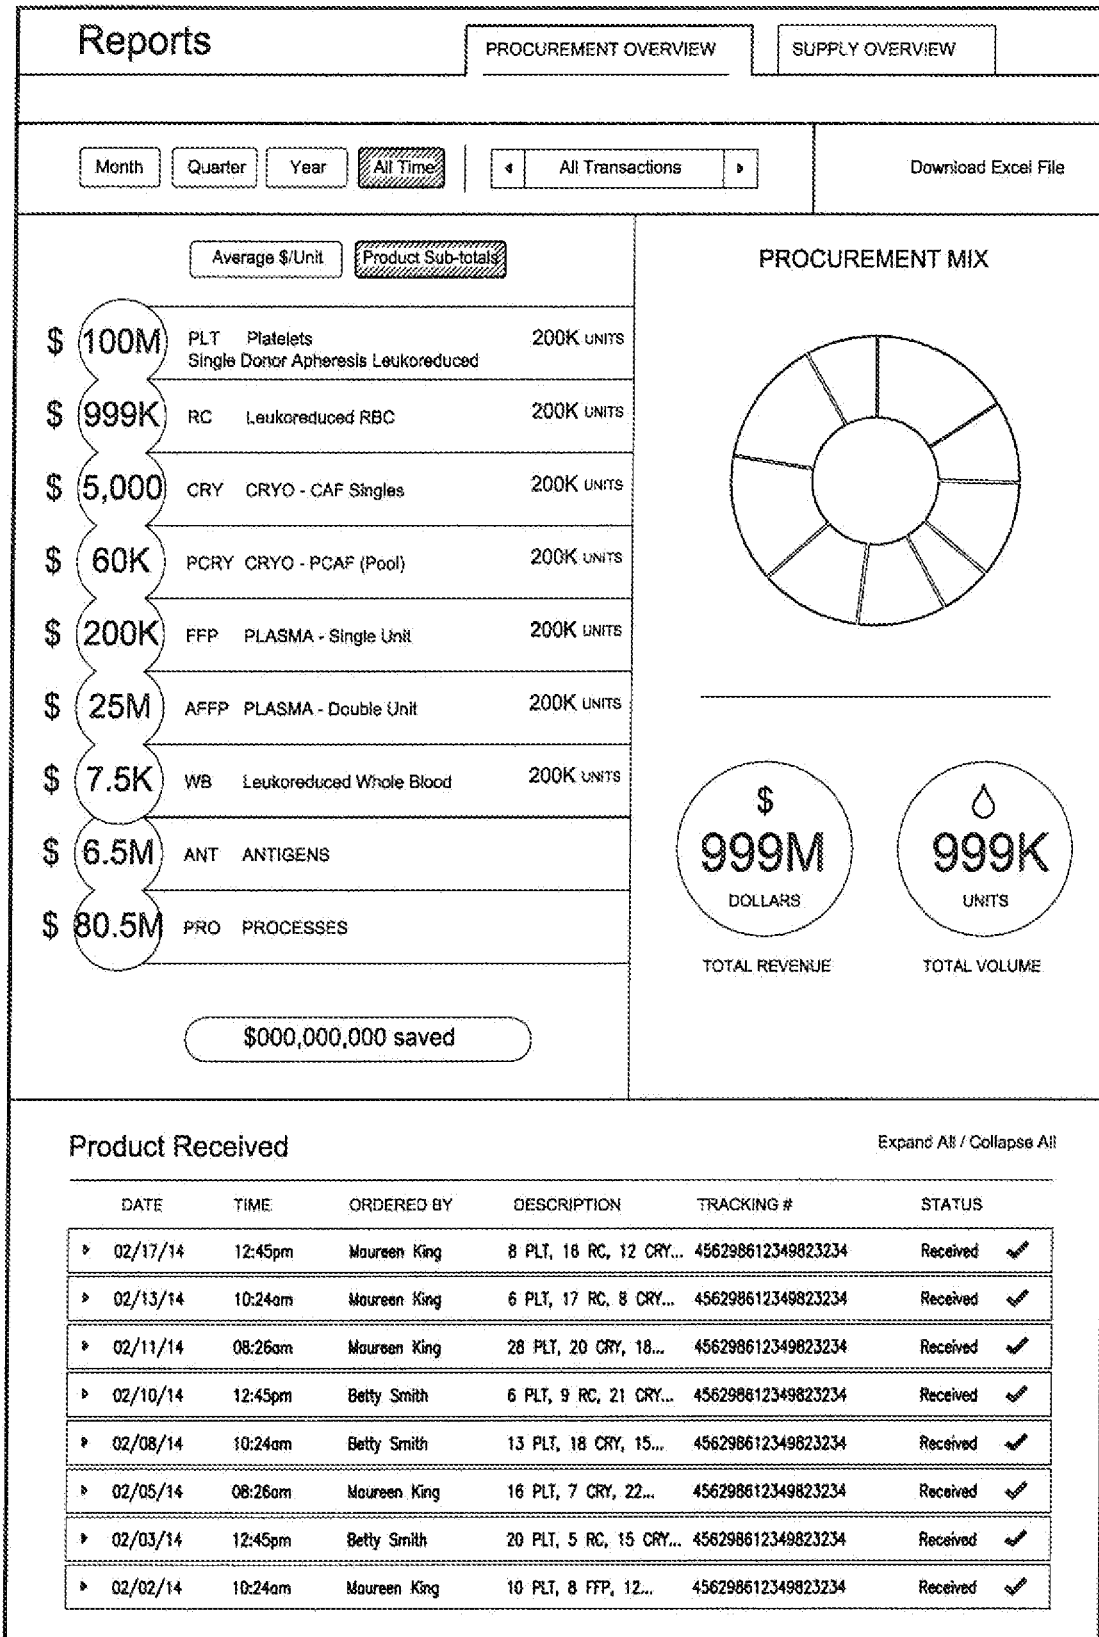 Reports
PROCUREMENT OVERVIEW
SUPPLY OVERVIEW
Month Quarter Year All Time All Transactions Download Excel File
Average $/Unit Product Sub-totals
PROCUREMENT MIX
$ 100M PLT Platelets 200K UNITS
Single Donor Apheresis Leukoreduced
$ 999K RC Leukoreduced RBC 200K UNITS
$ 5,000 CRY CRYO - CAF Singles 200K UNITS
$ 60K PCRY CRYO - PCAF (Pool) 200K UNITS
$ 200K FFP PLASMA - Single Unit 200K UNITS
$ 25M AFFP PLASMA - Double Unit 200K UNITS
$ 7.5K WB Leukoreduced Whole Blood 200K UNITS
$ 6.5M ANT ANTIGENS
$ 80.5M PRO PROCESSES
$000,000,000 saved
$
999M
DOLLARS
TOTAL REVENUE
999K
UNITS
TOTAL VOLUME
Product Received
Expand All / Collapse All
DATE TIME ORDERED BY DESCRIPTION TRACKING # STATUS
02/17/14 12:45pm Maureen King 8 PLT, 18 RC, 12 CRY... 456298612349823234 Received
02/13/14 10:24am Maureen King 6 PLT, 17 RC, 8 CRY... 456298612349823234 Received
02/11/14 08:26am Maureen King 28 PLT, 20 CRY, 18... 456298612349823234 Received
02/10/14 12:45pm Betty Smith 6 PLT, 9 RC, 21 CRY... 456298612349823234 Received
02/08/14 10:24am Betty Smith 13 PLT, 18 CRY, 15... 456298612349823234 Received
02/05/14 08:26am Maureen King 16 PLT, 7 CRY, 22... 456298612349823234 Received
02/03/14 12:45pm Betty Smith 20 PLT, 5 RC, 15 CRY... 456298612349823234 Received
02/02/14 10:24am Maureen King 10 PLT, 8 FFP, 12... 456298612349823234 Received